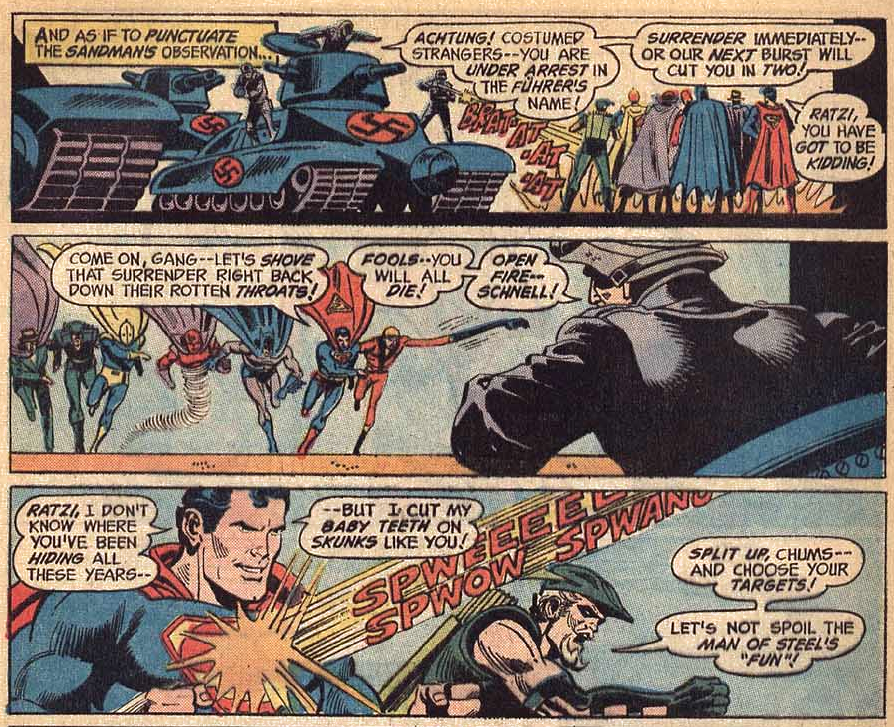 AND AS IF TO PUNCTUATE
THE SANDMAN'S OBSERVATION...
ACHTUNG! COSTUMED
STRANGERS--YOU ARE
UNDER ARREST IN
THE FÜHRER'S
NAME!
SURRENDER IMMEDIATELY--
OR OUR NEXT BURST WILL
CUT YOU IN TWO!
BRAT-AT
-AT
-AT
RATZI,
YOU HAVE
GOT TO BE
KIDDING!
COME ON, GANG--LET'S SHOVE
THAT SURRENDER RIGHT BACK
DOWN THEIR ROTTEN THROATS!
FOOLS--YOU
WILL ALL
DIE!
OPEN
FIRE--
SCHNELL!
RATZI, I DON'T
KNOW WHERE
YOU'VE BEEN
HIDING ALL
THESE YEARS--
--BUT I CUT MY
BABY TEETH ON
SKUNKS LIKE YOU!
SPWEEEEEE
SPWOW SPWANG
SPLIT UP, CHUMS--
AND CHOOSE YOUR
TARGETS!
LET'S NOT SPOIL THE
MAN OF STEEL'S
"FUN"!